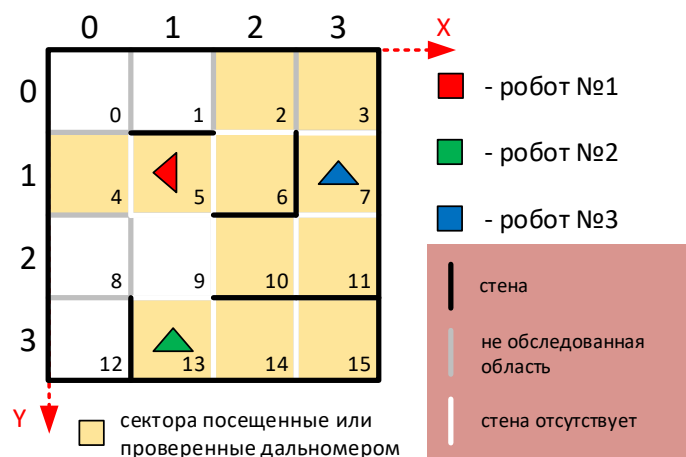 0 1 2 3
X
0
0 1 2 3
1
4 5 6 7
2
8 9 10 11
3
12 13 14 15
Y
- робот №1
- робот №2
- робот №3
стена
не обследованная
область
стена отсутствует
сектора посещенные или
проверенные дальномером